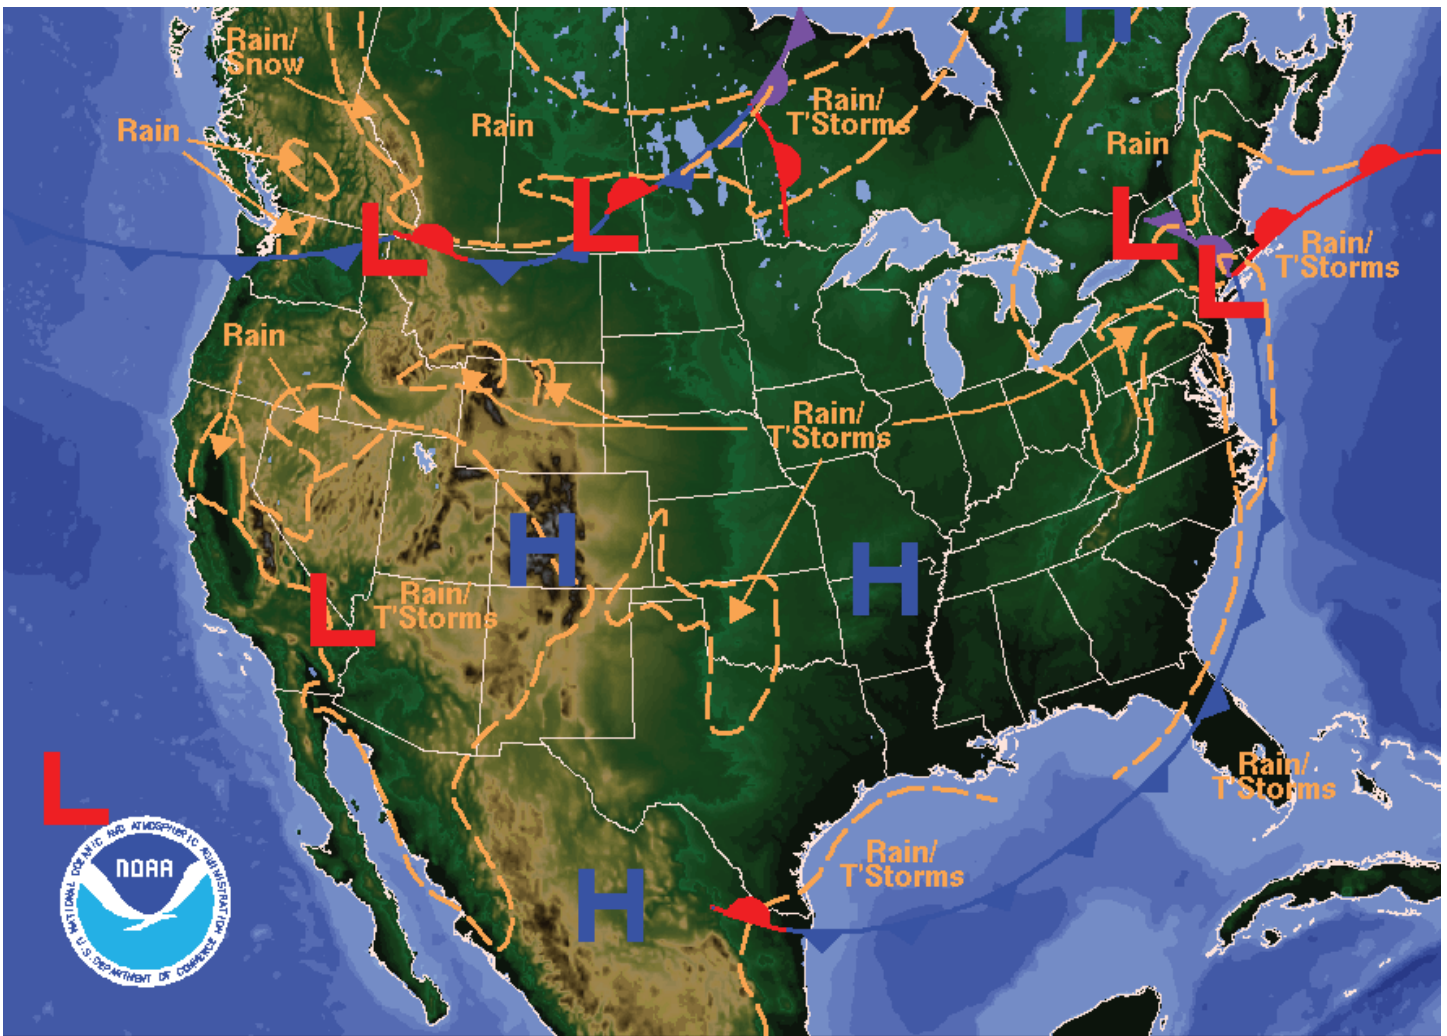 H
Rain/
Snow
Rain
Rain
Rain/
T'Storms
Rain
L
L
L
L
Rain/
T'Storms
Rain
Rain/
T'Storms
H
H
L
Rain/
T'Storms
L
Rain/
T'Storms
Rain/
T'Storms
H
NATIONAL OCEANIC AND ATMOSPHERIC ADMINISTRATION
NOAA
U.S. DEPARTMENT OF COMMERCE